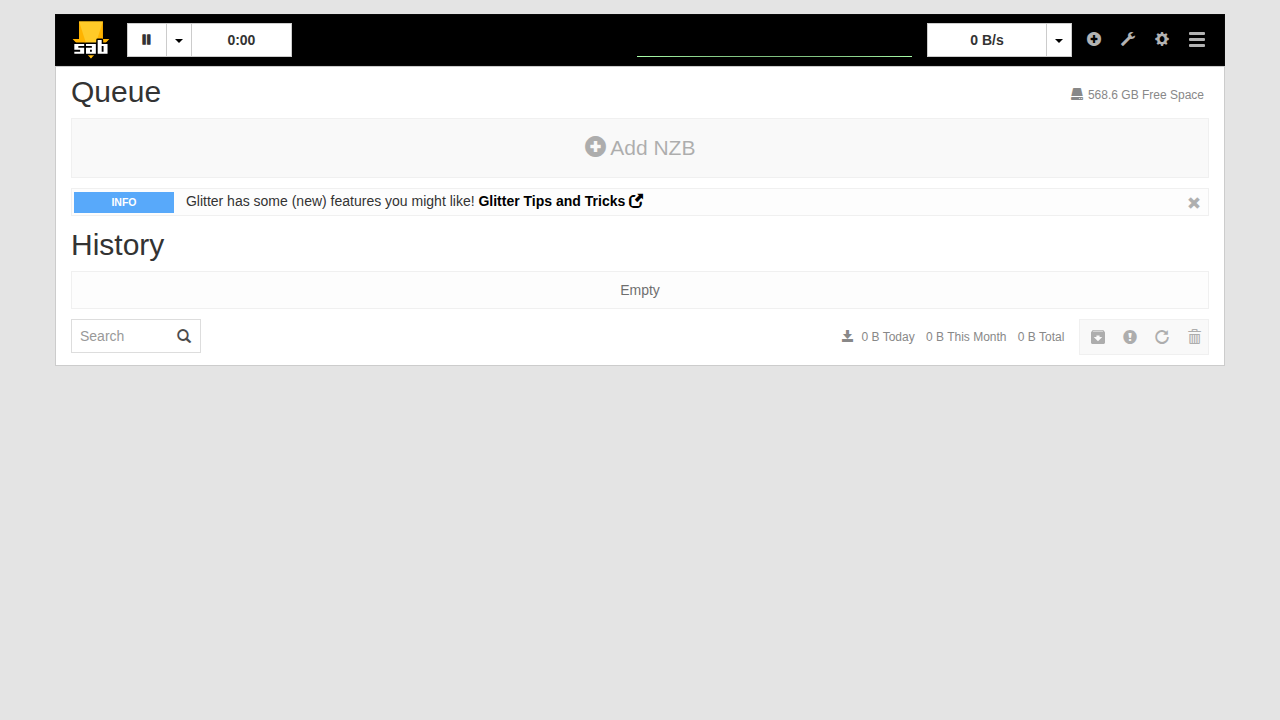 sab
0:00
0 B/s
Queue
568.6 GB Free Space
Add NZB
INFO
Glitter has some (new) features you might like! Glitter Tips and Tricks
History
Empty
Search
0 B Today 0 B This Month 0 B Total